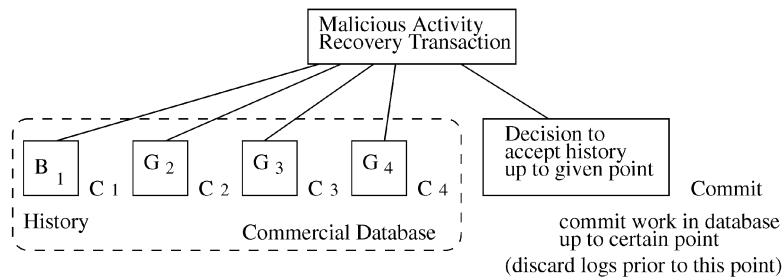 Malicious Activity
Recovery Transaction
B 1
C 1
G 2
C 2
G 3
C 3
G 4
C 4
Decision to
accept history
up to given point
Commit
History
Commercial Database
commit work in database
up to certain point
(discard logs prior to this point)